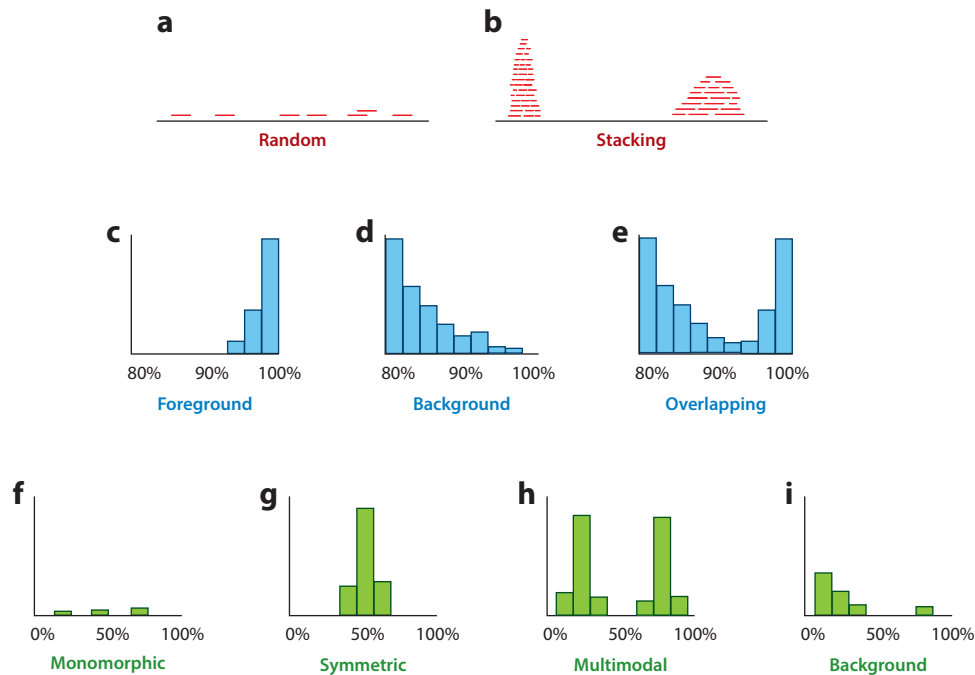 a
b
Random
Stacking
c
d
e
80% 90% 100%
80% 90% 100%
80% 90% 100%
Foreground
Background
Overlapping
f
g
h
i
0% 50% 100%
0% 50% 100%
0% 50% 100%
0% 50% 100%
Monomorphic
Symmetric
Multimodal
Background